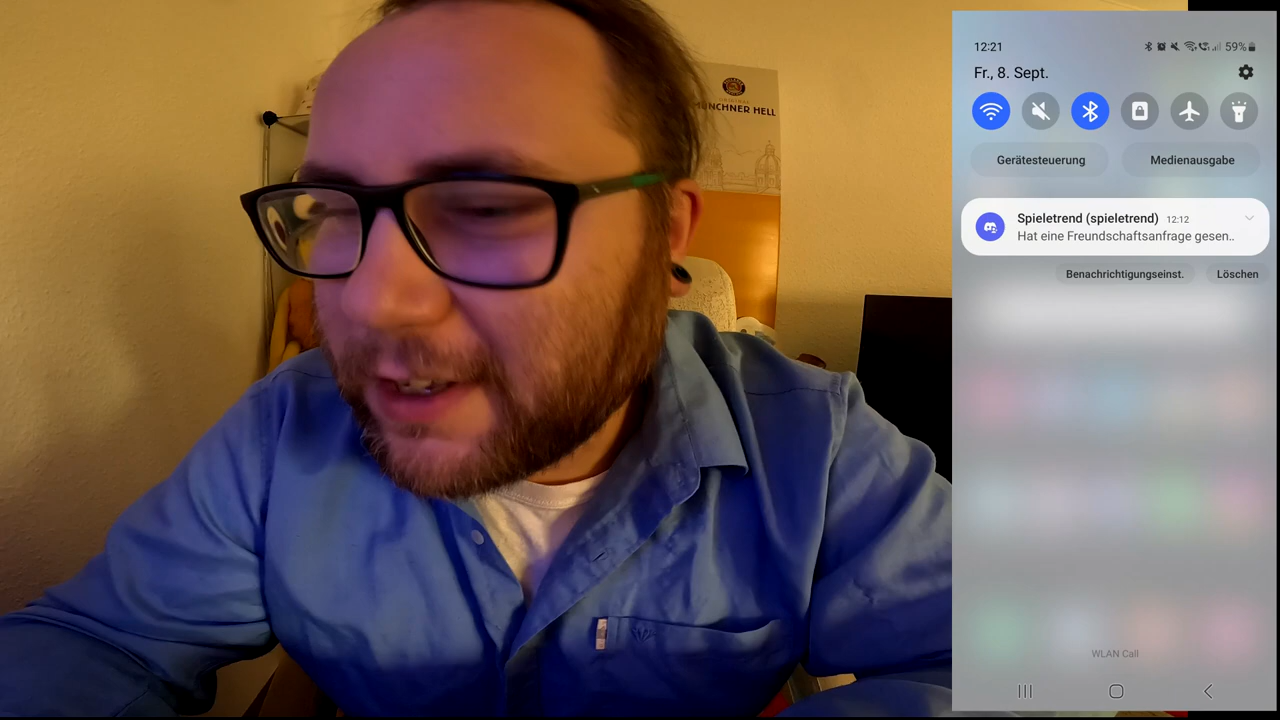 ORIGINAL
MÜNCHNER HELL
12:21
59%
Fr., 8. Sept.
Gerätesteuerung
Medienausgabe
Spieletrend (spieletrend) 12:12
Hat eine Freundschaftsanfrage gesen..
Benachrichtigungseinst.
Löschen
WLAN Call